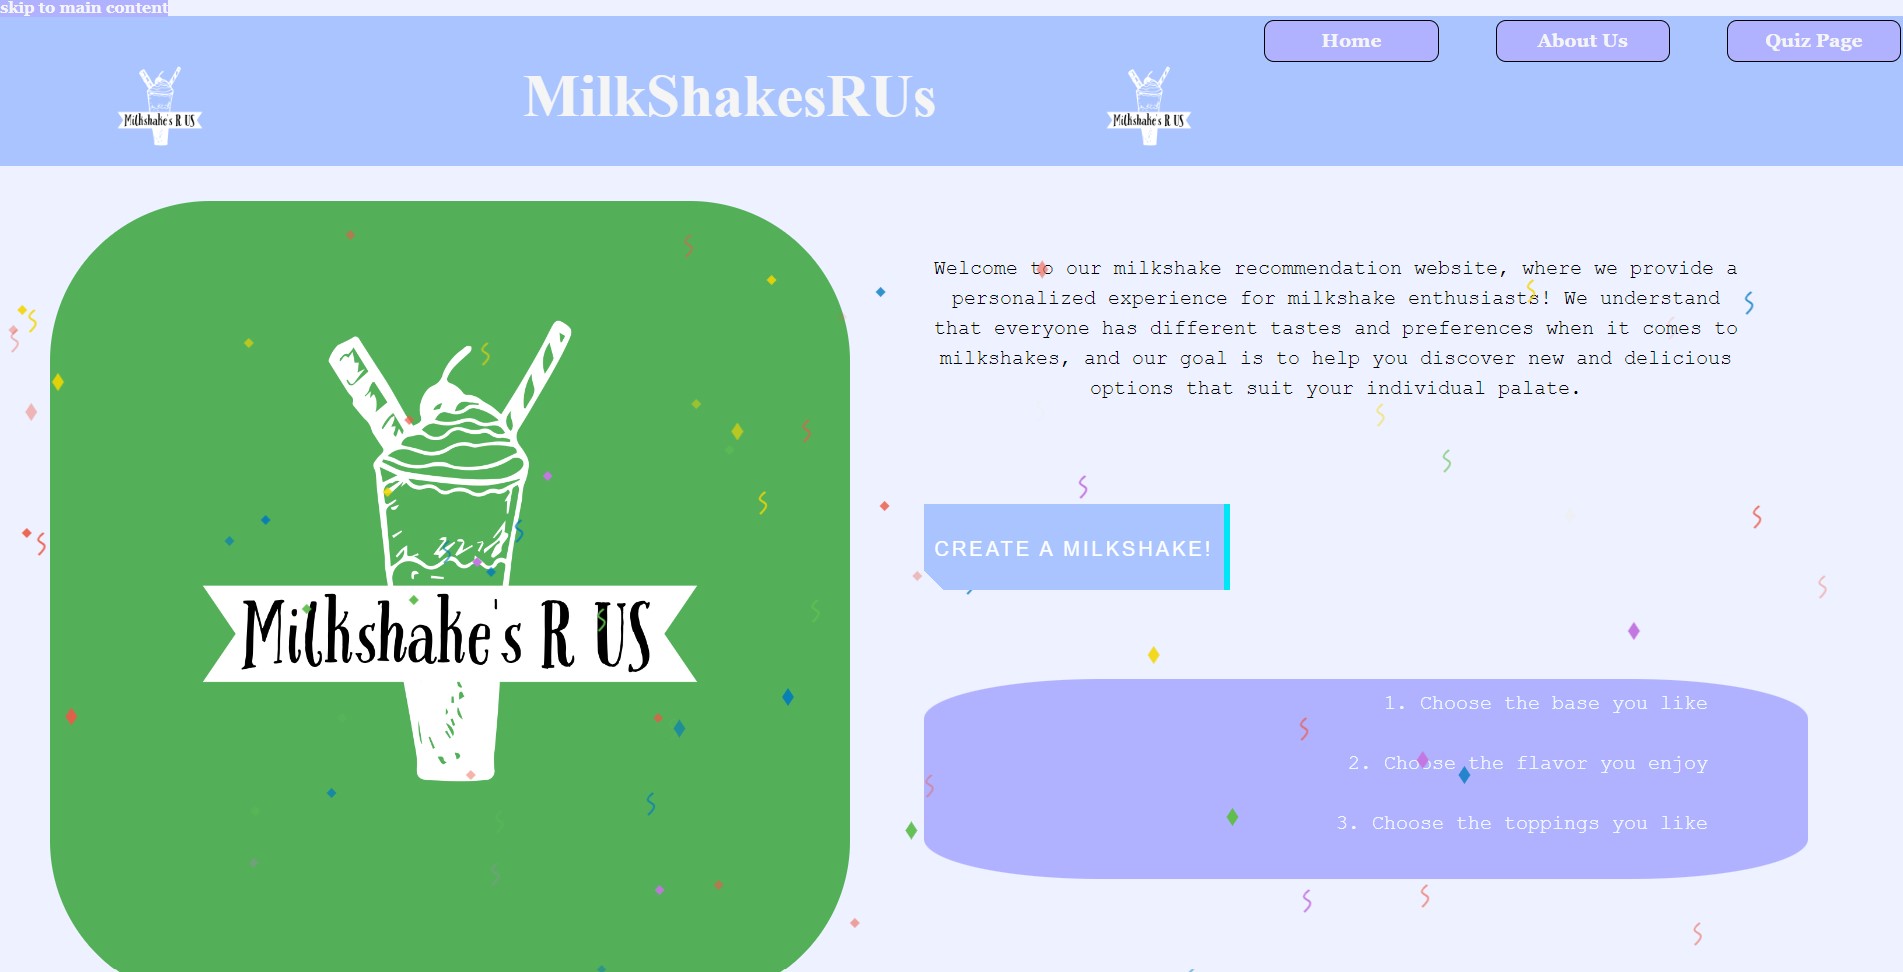 skip to main content
Home
About Us
Quiz Page
Milkshake's R US
MilkShakesRUs
Milkshake's R US
Welcome to our milkshake recommendation website, where we provide a
personalized experience for milkshake enthusiasts! We understand
that everyone has different tastes and preferences when it comes to
milkshakes, and our goal is to help you discover new and delicious
options that suit your individual palate.
CREATE A MILKSHAKE!
Milkshake's R US
1. Choose the base you like
2. Choose the flavor you enjoy
3. Choose the toppings you like